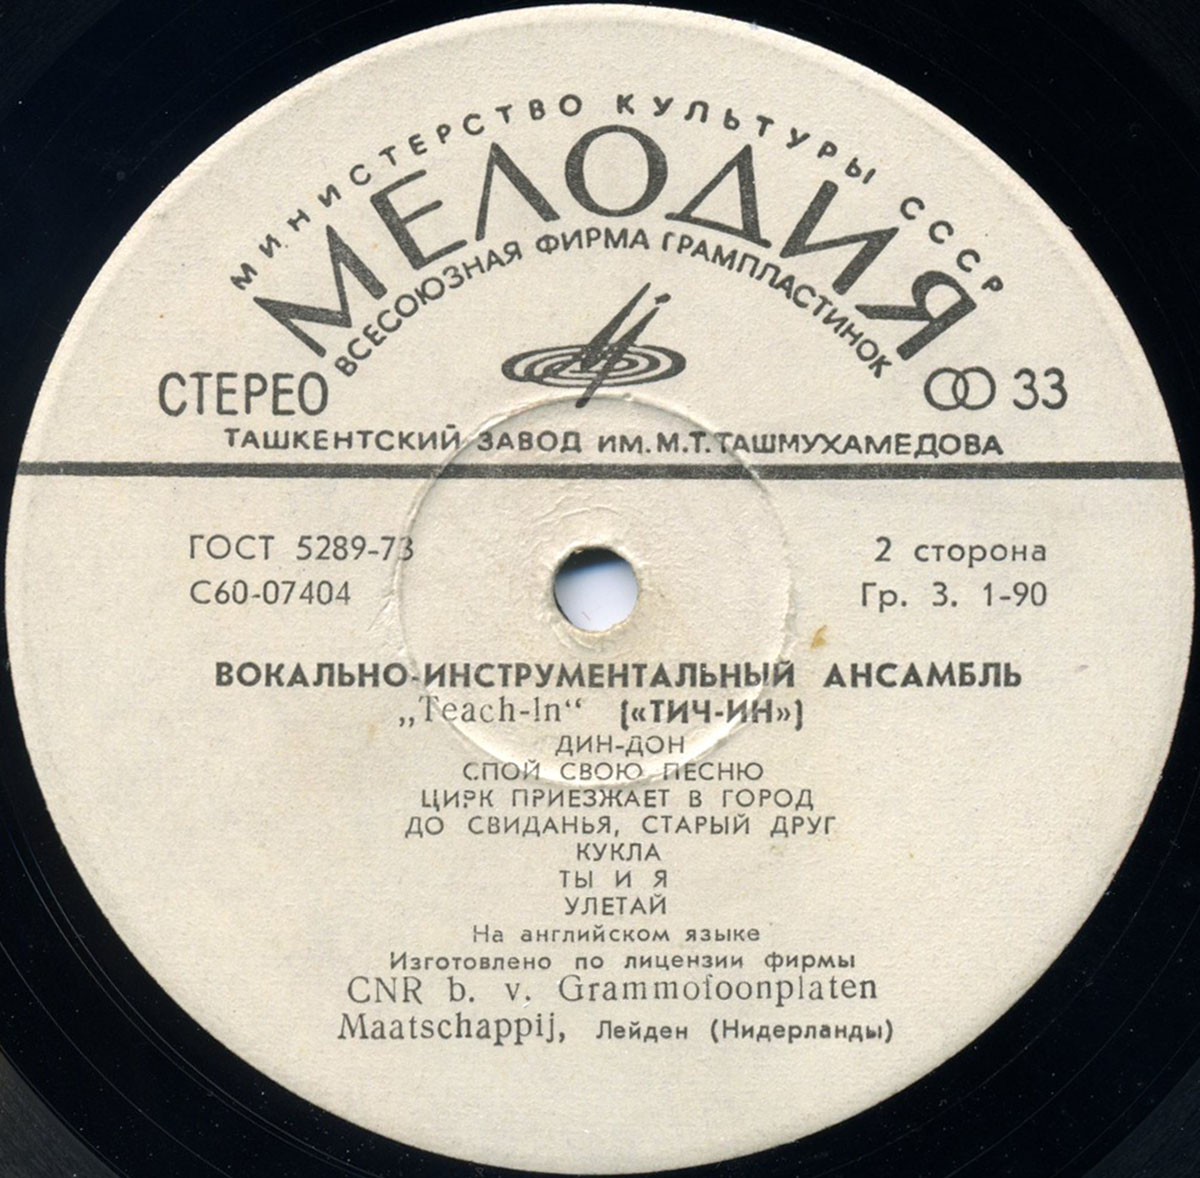 МИНИСТЕРСТВО КУЛЬТУРЫ СССР
МЕЛОДИЯ
ВСЕСОЮЗНАЯ ФИРМА ГРАМПЛАСТИНОК
СТЕРЕО
33
ТАШКЕНТСКИЙ ЗАВОД ИМ. М.Т. ТАШМУХАМЕДОВА
ГОСТ 5289-73
2 сторона
С60-07404
Гр. 3. 1-90
ВОКАЛЬНО-ИНСТРУМЕНТАЛЬНЫЙ АНСАМБЛЬ
„Teach-In“ («ТИЧ-ИН»)
ДИН-ДОН
СПОЙ СВОЮ ПЕСНЮ
ЦИРК ПРИЕЗЖАЕТ В ГОРОД
ДО СВИДАНЬЯ, СТАРЫЙ ДРУГ
КУКЛА
ТЫ И Я
УЛЕТАЙ
На английском языке
Изготовлено по лицензии фирмы
CNR b. v. Grammofoonplaten
Maatschappij, Лейден (Нидерланды)